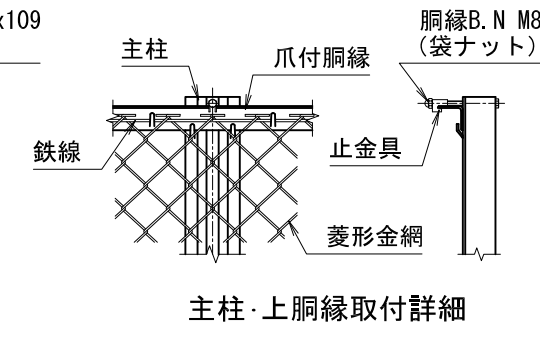 x109
胴縁B.N M8
(袋ナット)
主柱
爪付胴縁
鉄線
止金具
菱形金網
主柱·上胴縁取付詳細